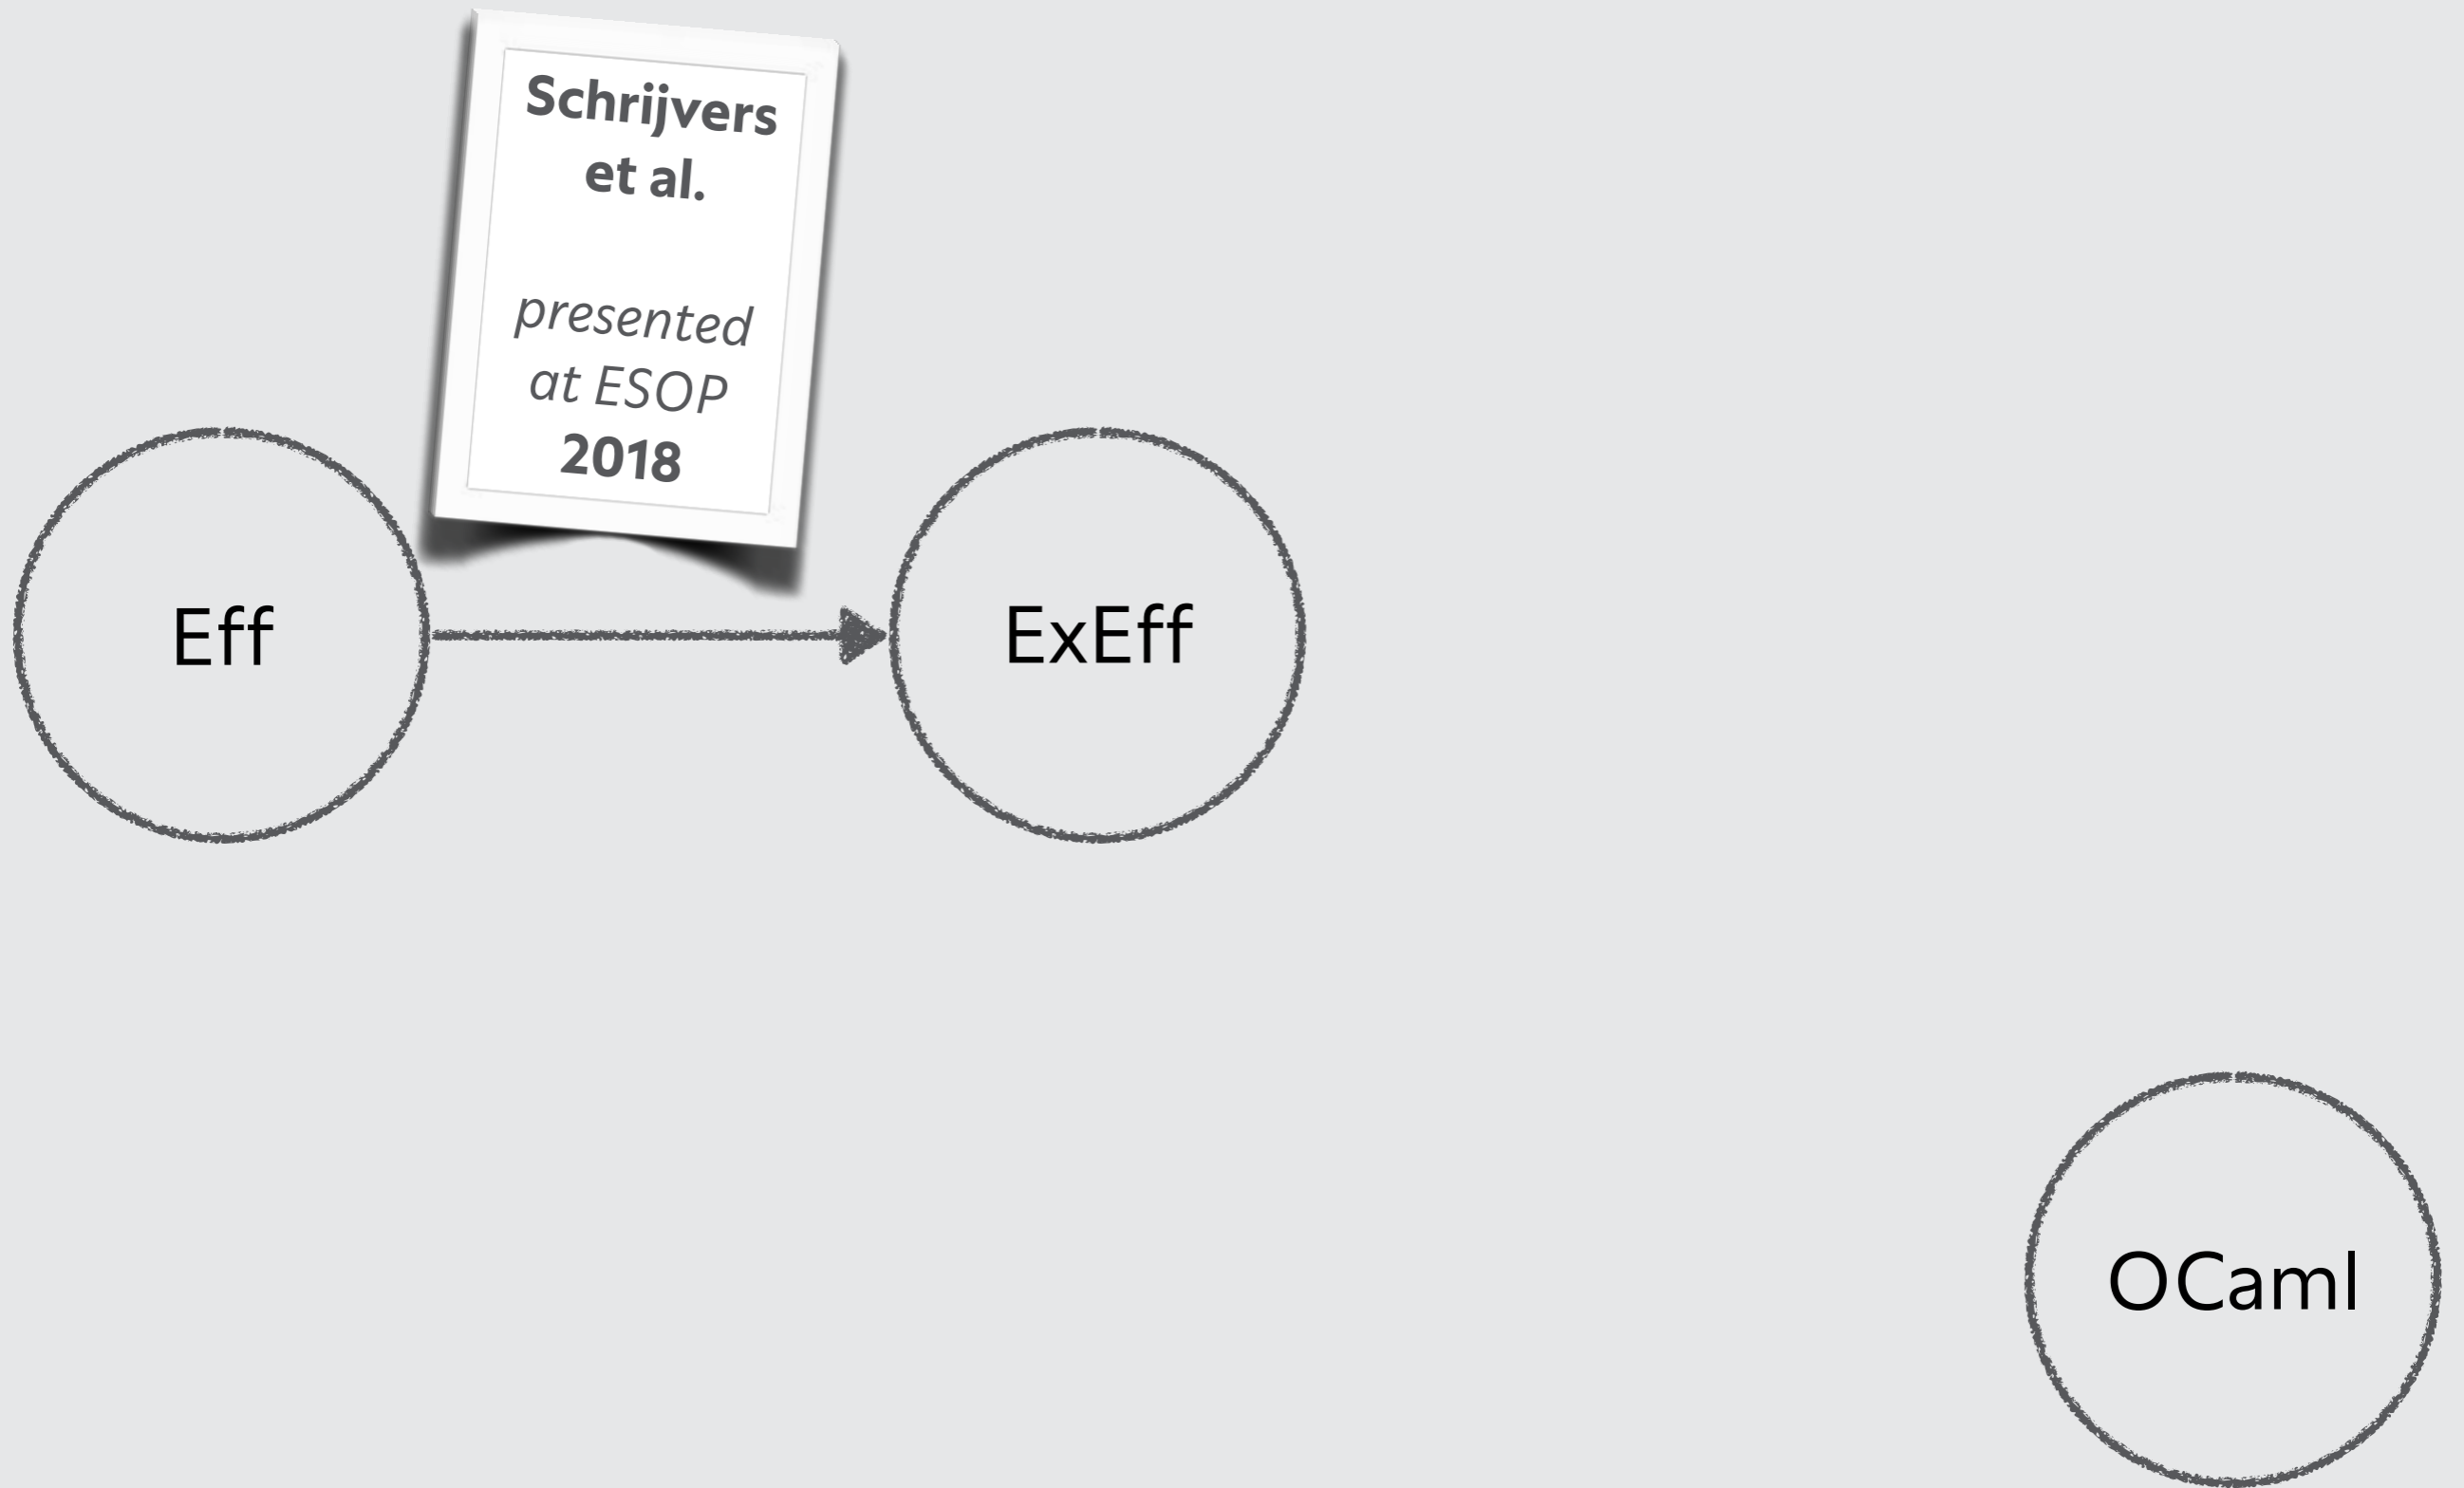 Schrijvers
et al.
presented
at ESOP
2018
Eff
ExEff
OCaml